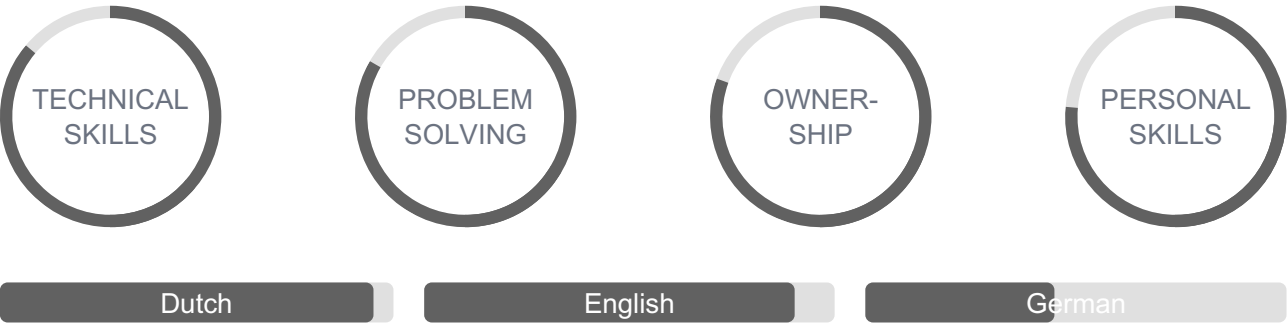 TECHNICAL
SKILLS
PROBLEM
SOLVING
OWNER-
SHIP
PERSONAL
SKILLS
Dutch
English
German